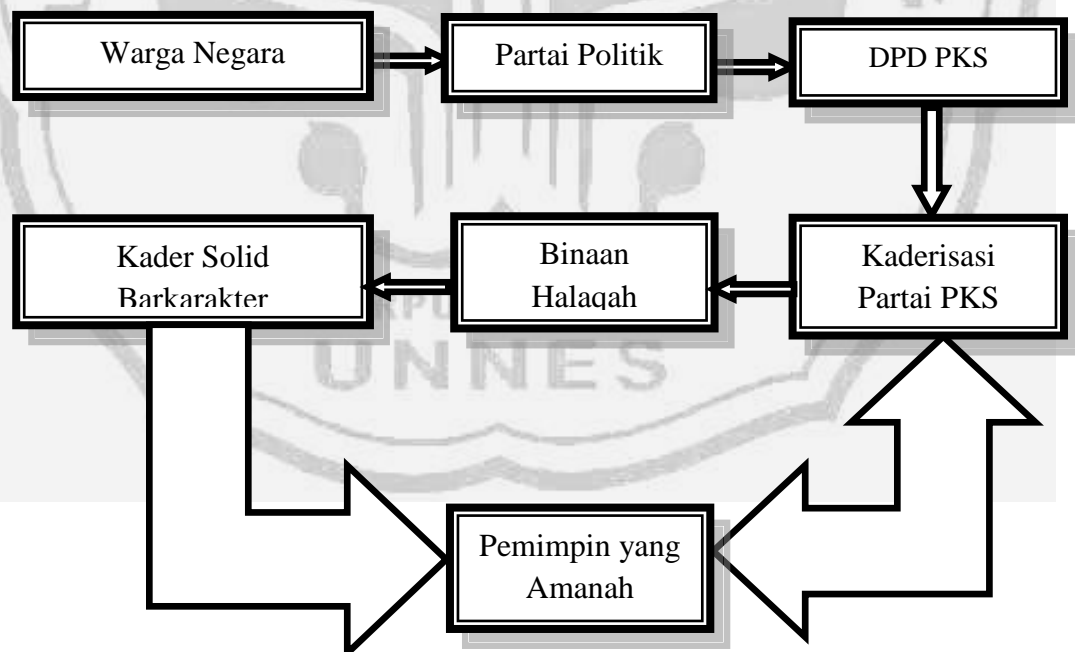 Warga Negara
Partai Politik
DPD PKS
Kader Solid
Barkarakter
Binaan
Halaqah
Kaderisasi
Partai PKS
UNNES
Pemimpin yang
Amanah